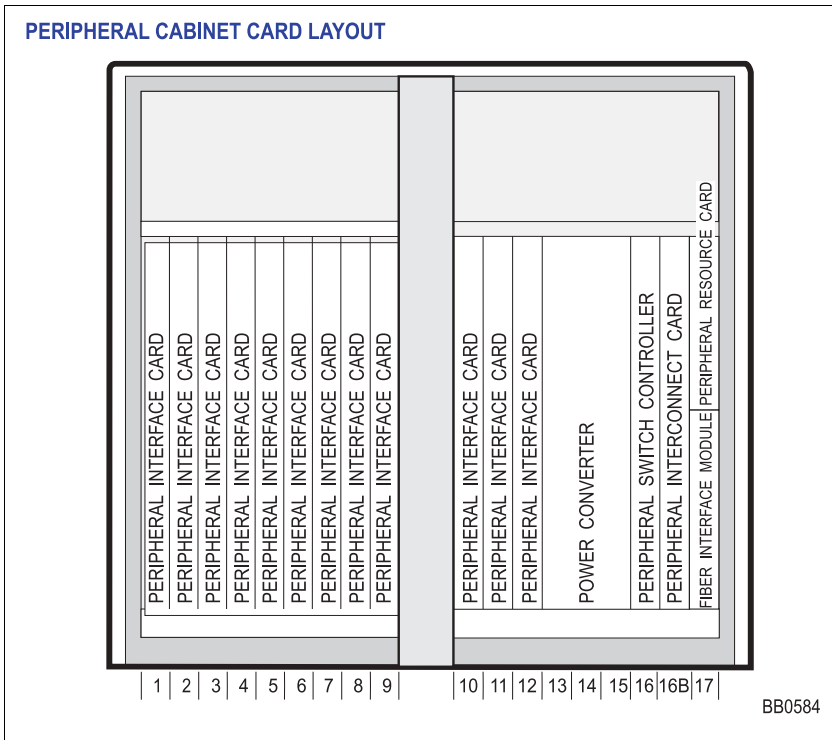 PERIPHERAL CABINET CARD LAYOUT
PERIPHERAL INTERFACE CARD
PERIPHERAL INTERFACE CARD
PERIPHERAL INTERFACE CARD
PERIPHERAL INTERFACE CARD
PERIPHERAL INTERFACE CARD
PERIPHERAL INTERFACE CARD
PERIPHERAL INTERFACE CARD
PERIPHERAL INTERFACE CARD
PERIPHERAL INTERFACE CARD
PERIPHERAL INTERFACE CARD
PERIPHERAL INTERFACE CARD
PERIPHERAL INTERFACE CARD
POWER CONVERTER
PERIPHERAL SWITCH CONTROLLER
PERIPHERAL INTERCONNECT CARD
FIBER INTERFACE MODULE
PERIPHERAL RESOURCE CARD
1 2 3 4 5 6 7 8 9 10 11 12 13 14 15 16 16B 17
BB0584